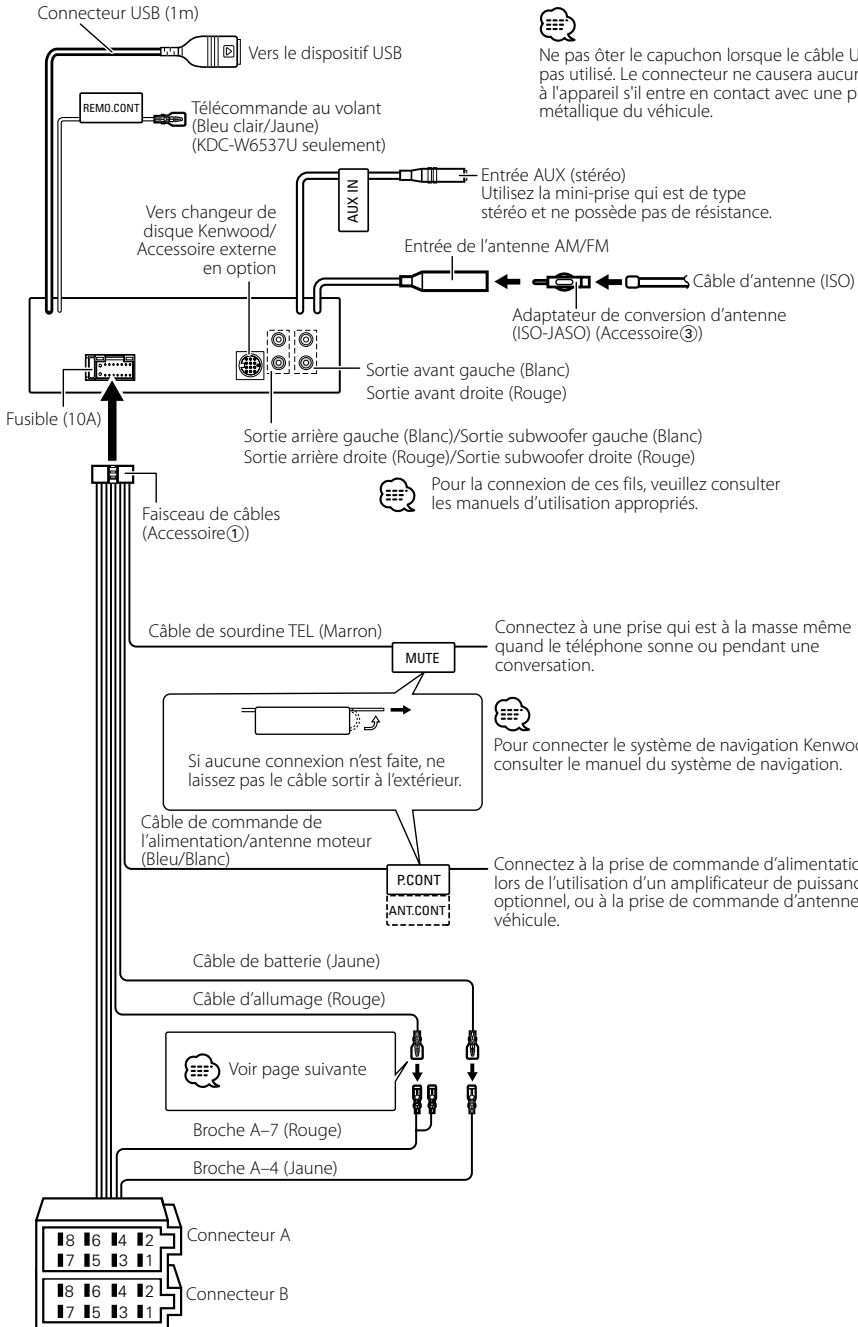 Connecteur USB (1m)
Vers le dispositif USB
Ne pas ôter le capuchon lorsque le câble
pas utilisé. Le connecteur ne causera aucun
à l'appareil s'il entre en contact avec une
métallique du véhicule.
REMO.CONT
Télécommande au volant
(Bleu clair/Jaune)
(KDC-W6537U seulement)
AUX IN
Entrée AUX (stéréo)
Utilisez la mini-prise qui est de type
stéréo et ne possède pas de résistance.
Vers changeur de
disque Kenwood/
Accessoire externe
en option
Entrée de l'antenne AM/FM
Câble d'antenne (ISO)
Adaptateur de conversion d'antenne
(ISO-JASO) (Accessoire③)
Sortie avant gauche (Blanc)
Sortie avant droite (Rouge)
Fusible (10A)
Sortie arrière gauche (Blanc)/Sortie subwoofer gauche (Blanc)
Sortie arrière droite (Rouge)/Sortie subwoofer droite (Rouge)
Pour la connexion de ces fils, veuillez consulter
les manuels d'utilisation appropriés.
Faisceau de câbles
(Accessoire①)
Câble de sourdine TEL (Marron)
MUTE
Connectez à une prise qui est à la masse même
quand le téléphone sonne ou pendant une
conversation.
Si aucune connexion n'est faite, ne
laissez pas le câble sortir à l'extérieur.
Pour connecter le système de navigation
consulter le manuel du système de navigation.
Câble de commande de
l'alimentation/antenne moteur
(Bleu/Blanc)
P.CONT
ANT.CONT
Connectez à la prise de commande
lors de l'utilisation d'un amplificateur de
optionnel, ou à la prise de commande d'antenne
véhicule.
Câble de batterie (Jaune)
Câble d'allumage (Rouge)
Voir page suivante
Broche A–7 (Rouge)
Broche A–4 (Jaune)
8 6 4 2
7 5 3 1
Connecteur A
8 6 4 2
7 5 3 1
Connecteur B